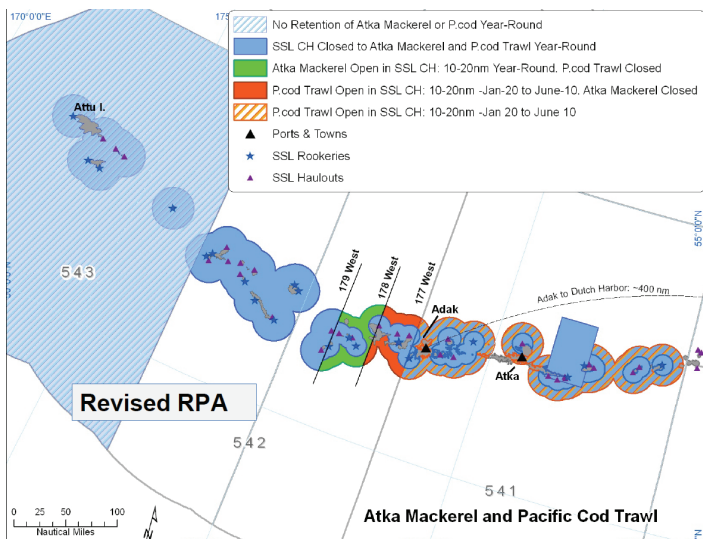 170°0'0"E
No Retention of Atka Mackerel or P.cod Year-Round
SSL CH Closed to Atka Mackerel and P.cod Trawl Year-Round
Atka Mackerel Open in SSL CH: 10-20nm Year-Round. P.cod Trawl Closed
P.cod Trawl Open in SSL CH: 10-20nm -Jan-20 to June-10. Atka Mackerel Closed
P.cod Trawl Open in SSL CH: 10-20nm -Jan 20 to June 10
Ports & Towns
SSL Rookeries
SSL Haulouts
Attu I.
55°0'N
543
179 West
178 West
177 West
Adak to Dutch Harbor: ~400 nm
Adak
Atka
Revised RPA
542
541
Atka Mackerel and Pacific Cod Trawl
0 25 50 100
Nautical Miles
N